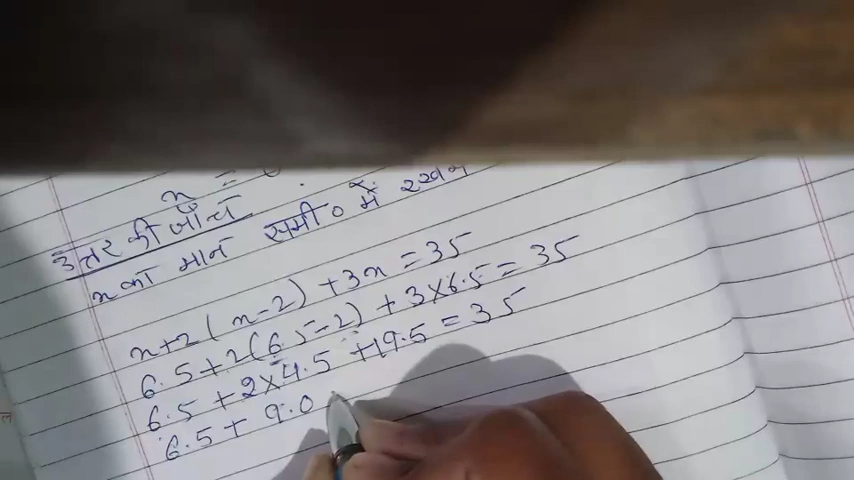 x =
उत्तर की जाँच
x का मान समी० में रखने
x+2(x-2) +3x = 35
6.5+2(6.5-2) + 3×6.5 = 35
6.5 + 2×4.5 +19.5 = 35
6.5 + 9.0